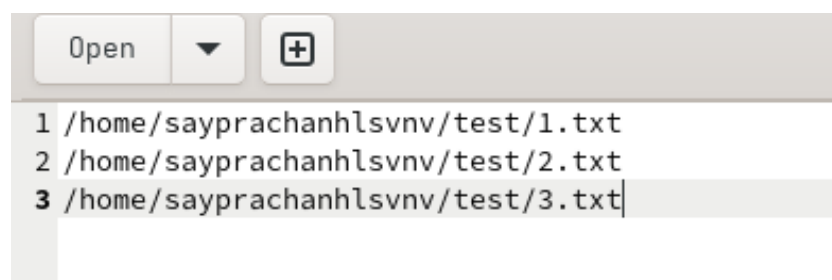 Open
1 /home/sayprachanhlsvnv/test/1.txt
2 /home/sayprachanhlsvnv/test/2.txt
3 /home/sayprachanhlsvnv/test/3.txt